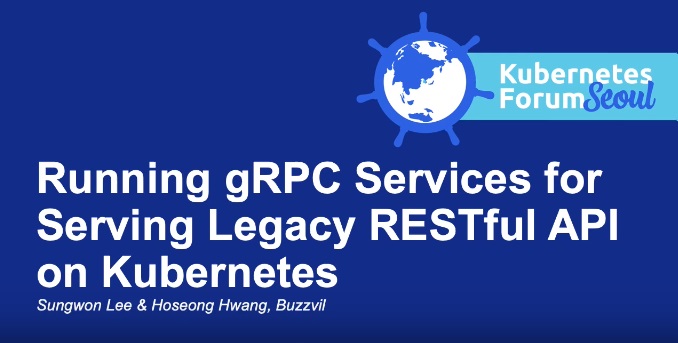 Kubernetes
Forum Seoul
Running gRPC Services for
Serving Legacy RESTful API
on Kubernetes
Sungwon Lee & Hoseong Hwang, Buzzvil